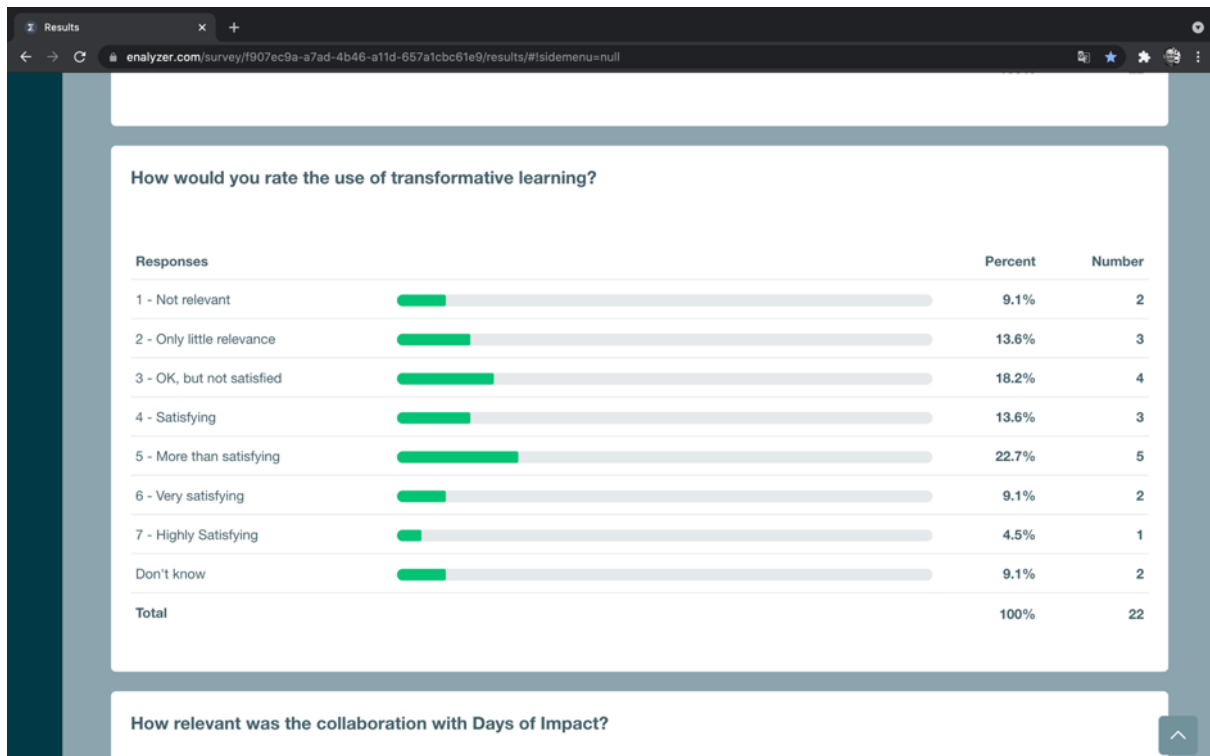 Results
enalyzer.com/survey/f907ec9a-a7ad-4b46-a11d-657a1cbc61e9/results/#!sidemenu=null
How would you rate the use of transformative learning?
Responses Percent Number
1 - Not relevant 9.1% 2
2 - Only little relevance 13.6% 3
3 - OK, but not satisfied 18.2% 4
4 - Satisfying 13.6% 3
5 - More than satisfying 22.7% 5
6 - Very satisfying 9.1% 2
7 - Highly Satisfying 4.5% 1
Don't know 9.1% 2
Total 100% 22
How relevant was the collaboration with Days of Impact?